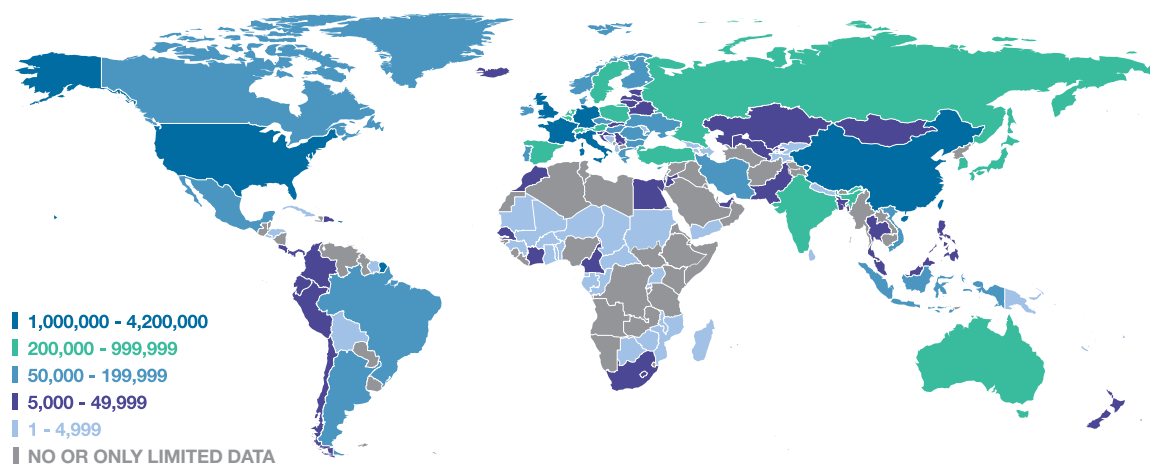 1,000,000 - 4,200,000
200,000 - 999,999
50,000 - 199,999
5,000 - 49,999
1 - 4,999
NO OR ONLY LIMITED DATA